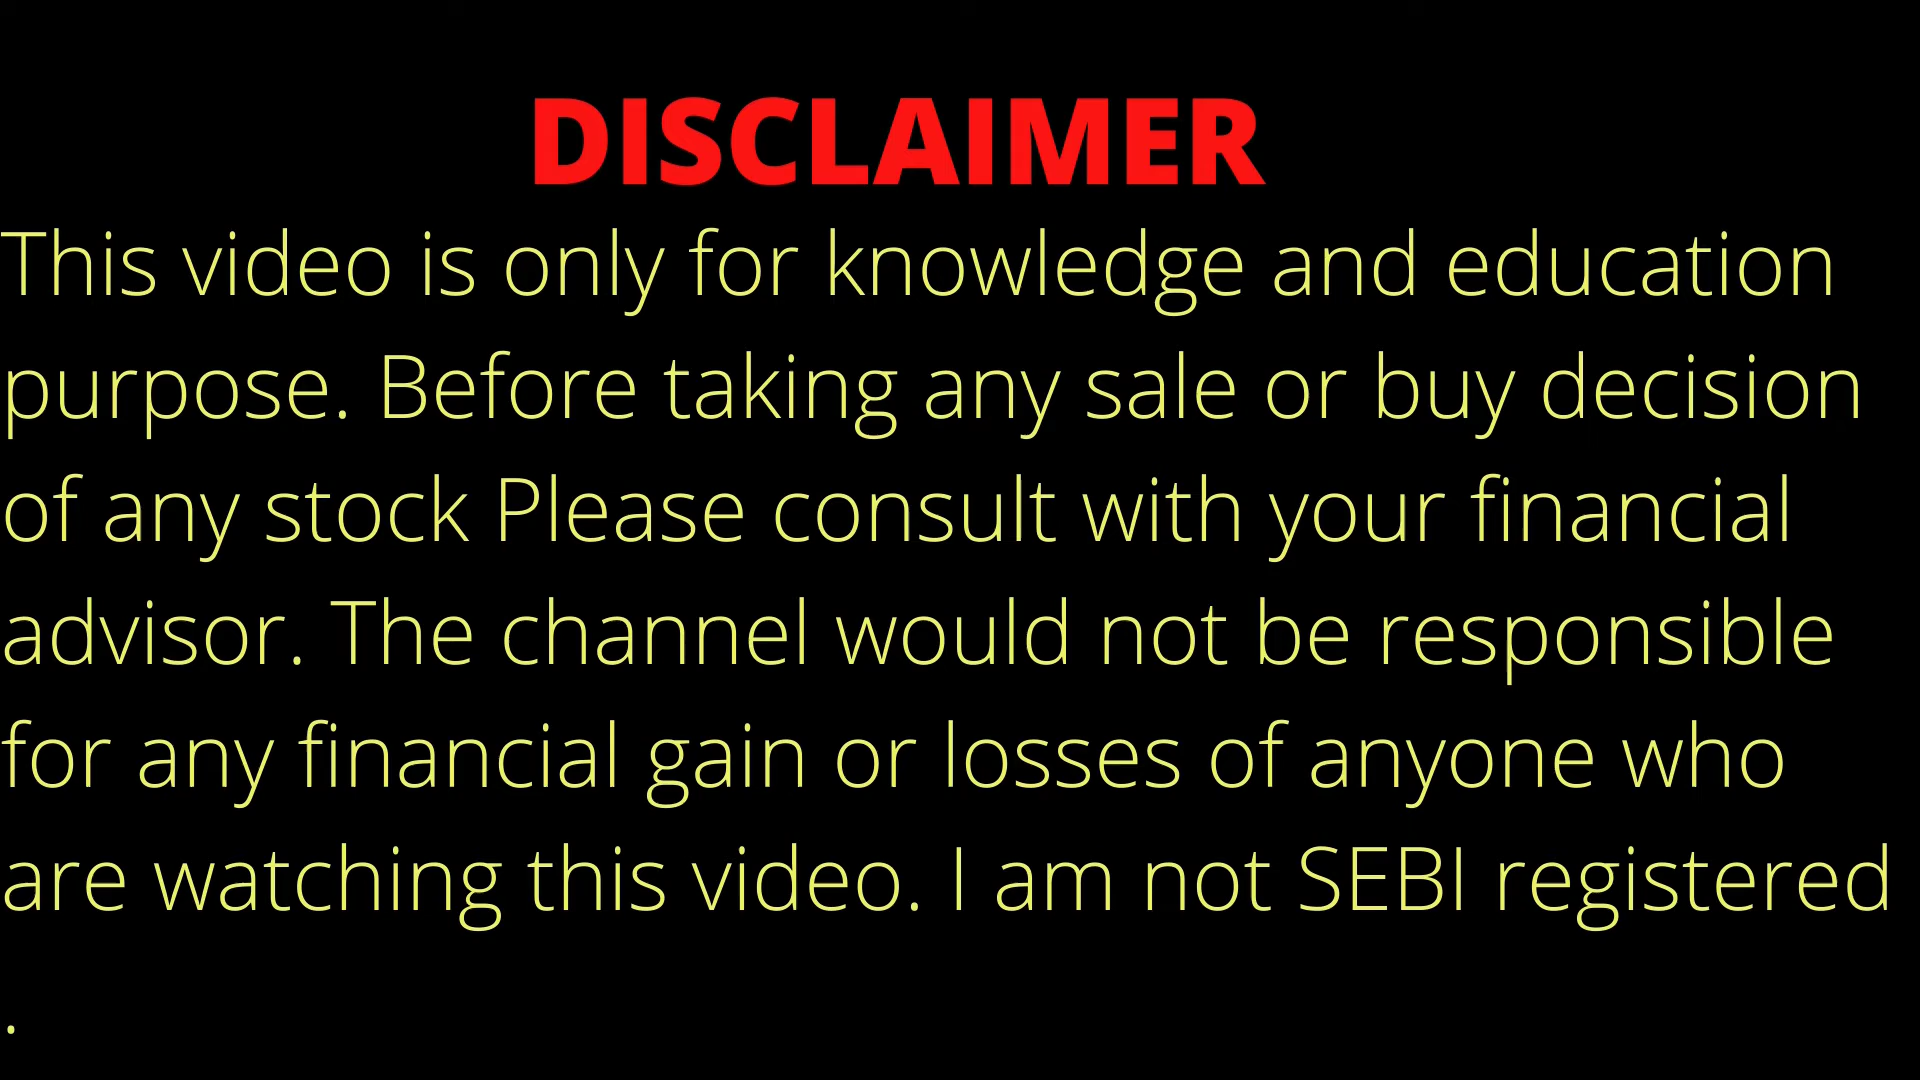 DISCLAIMER
This video is only for knowledge and education
purpose. Before taking any sale or buy decision
of any stock Please consult with your financial
advisor. The channel would not be responsible
for any financial gain or losses of anyone who
are watching this video. I am not SEBI registered
.